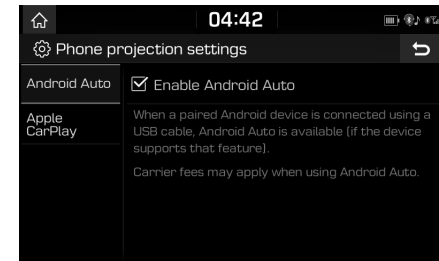 04:42
Phone projection settings
Android Auto
Enable Android Auto
When a paired Android device is connected using a
USB cable, Android Auto is available (if the device
supports that feature).
Carrier fees may apply when using Android Auto.
Apple
CarPlay